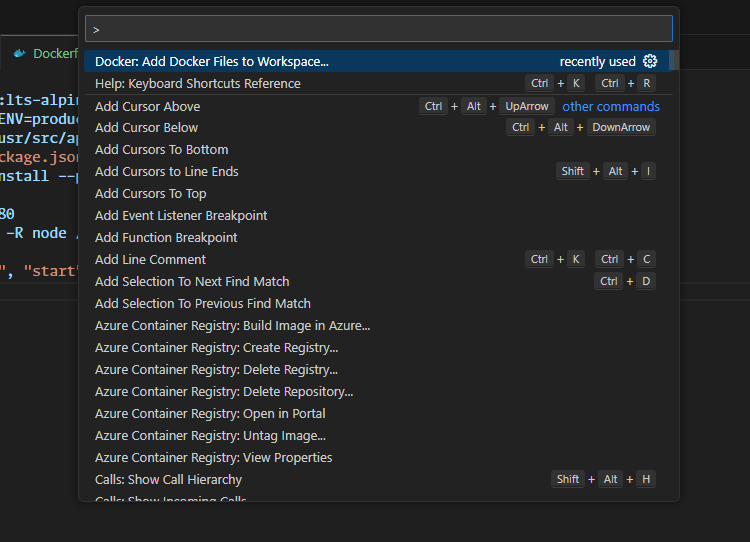 >
Dockerf
Docker: Add Docker Files to Workspace... recently used
Help: Keyboard Shortcuts Reference Ctrl + K Ctrl + R
:lts-alpin
Add Cursor Above Ctrl + Alt + UpArrow other commands
ENV=produc
Add Cursor Below Ctrl + Alt + DownArrow
usr/src/ap
Add Cursors To Bottom
ckage.json
Add Cursors to Line Ends Shift + Alt + I
nstall --p
Add Cursors To Top
80
Add Event Listener Breakpoint
-R node /
Add Function Breakpoint
Add Line Comment Ctrl + K Ctrl + C
", "start"
Add Selection To Next Find Match Ctrl + D
Add Selection To Previous Find Match
Azure Container Registry: Build Image in Azure...
Azure Container Registry: Create Registry...
Azure Container Registry: Delete Registry...
Azure Container Registry: Delete Repository...
Azure Container Registry: Open in Portal
Azure Container Registry: Untag Image...
Azure Container Registry: View Properties
Calls: Show Call Hierarchy Shift + Alt + H
Calls: Show Incoming Calls